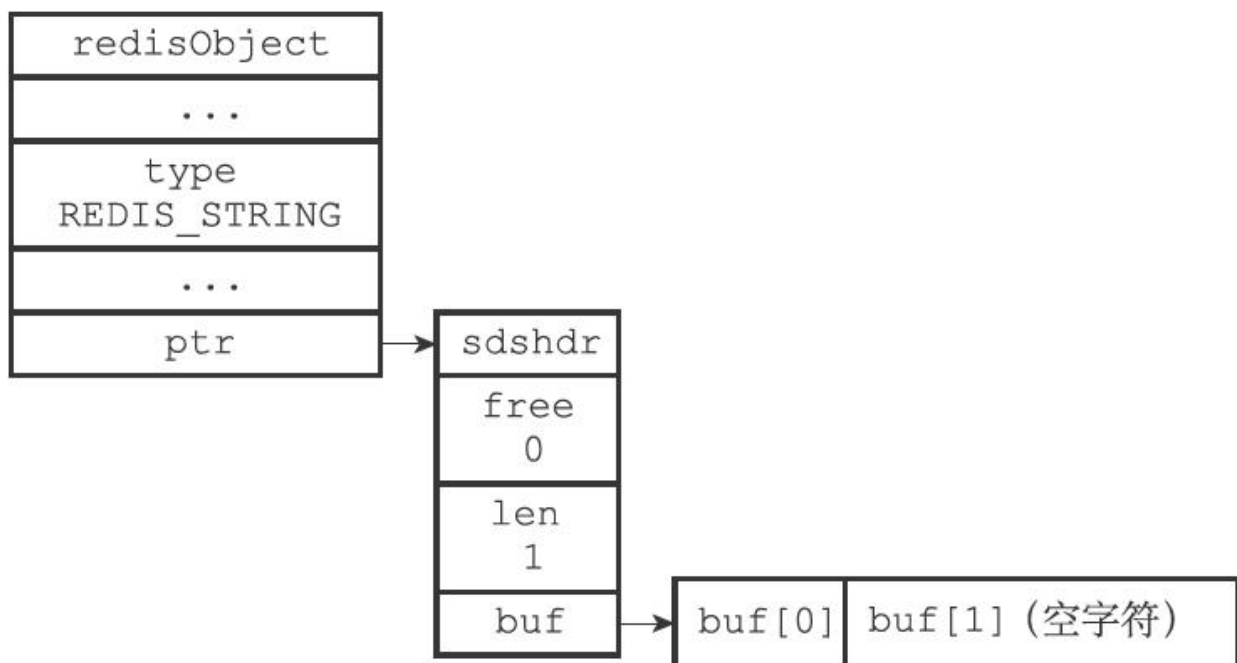 redisObject
...
type
REDIS_STRING
...
ptr
sdshdr
free
0
len
1
buf
buf[0]
buf[1] (空字符)